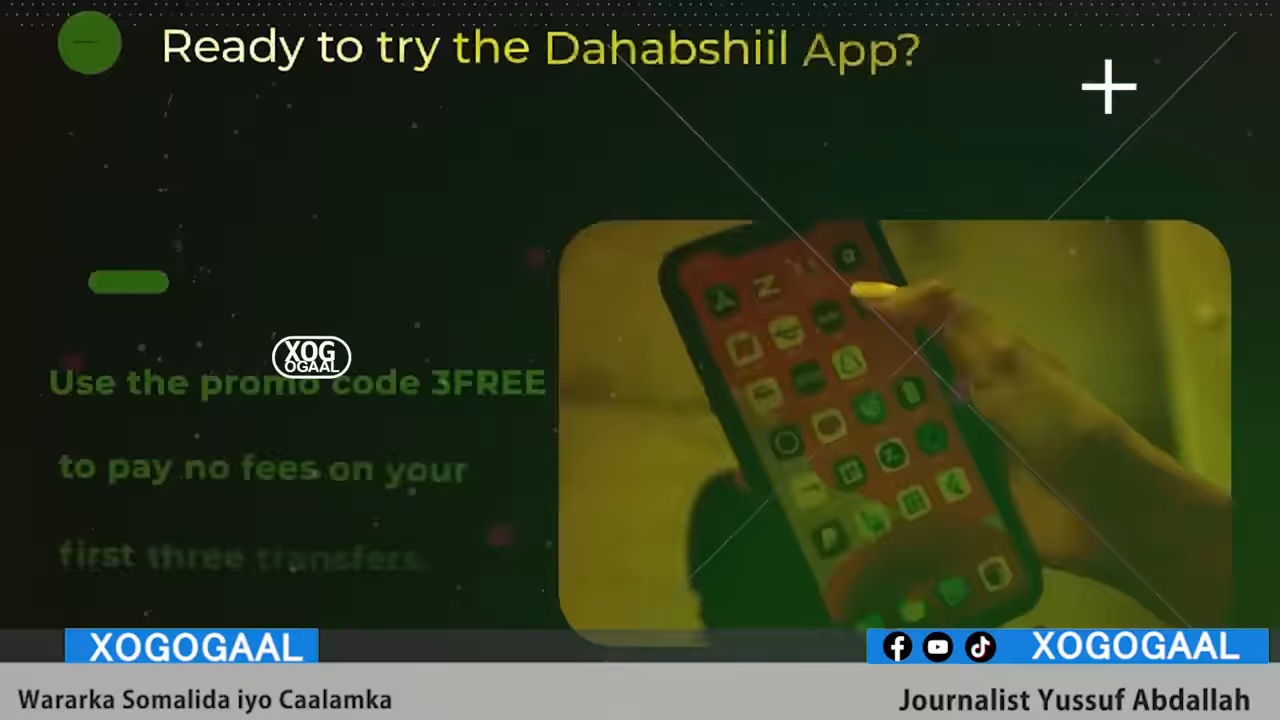 Ready to try the Dahabshiil App?
XOG
OGAAL
Use the promo code 3FREE
to pay no fees on your
first three transfers.
XOGOGAAL
XOGOGAAL
Wararka Somalida iyo Caalamka
Journalist Yussuf Abdallah